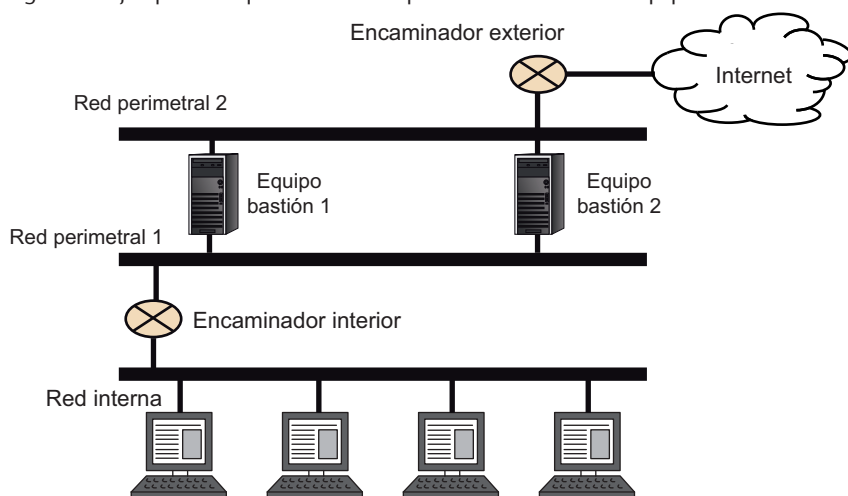 Encaminador exterior
Internet
Red perimetral 2
Equipo
bastión 1
Equipo
bastión 2
Red perimetral 1
Encaminador interior
Red interna